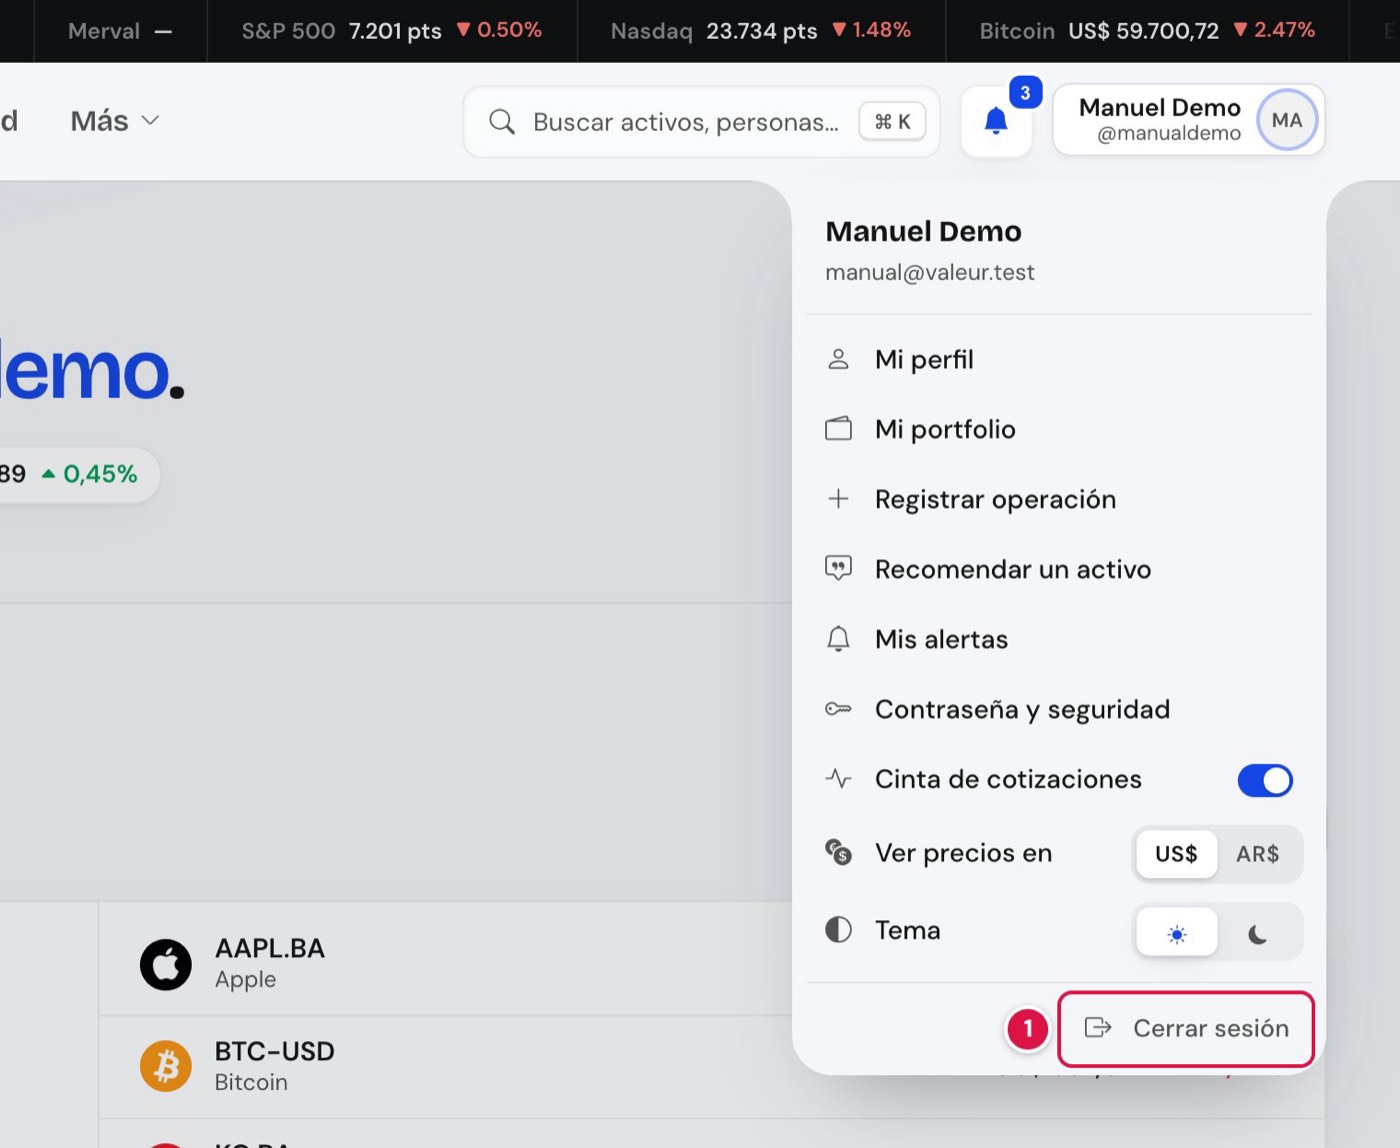 Merval —
S&P 500 7.201 pts ▼ 0.50%
Nasdaq 23.734 pts ▼ 1.48%
Bitcoin US$ 59.700,72 ▼ 2.47%
d
Más
Buscar activos, personas...
⌘ K
3
Manuel Demo
@manualdemo
MA
Manuel Demo
manual@valeur.test
emo.
89 ▲ 0,45%
Mi perfil
Mi portfolio
Registrar operación
Recomendar un activo
Mis alertas
Contraseña y seguridad
Cinta de cotizaciones
Ver precios en
US$ AR$
Tema
1
Cerrar sesión
AAPL.BA
Apple
BTC-USD
Bitcoin